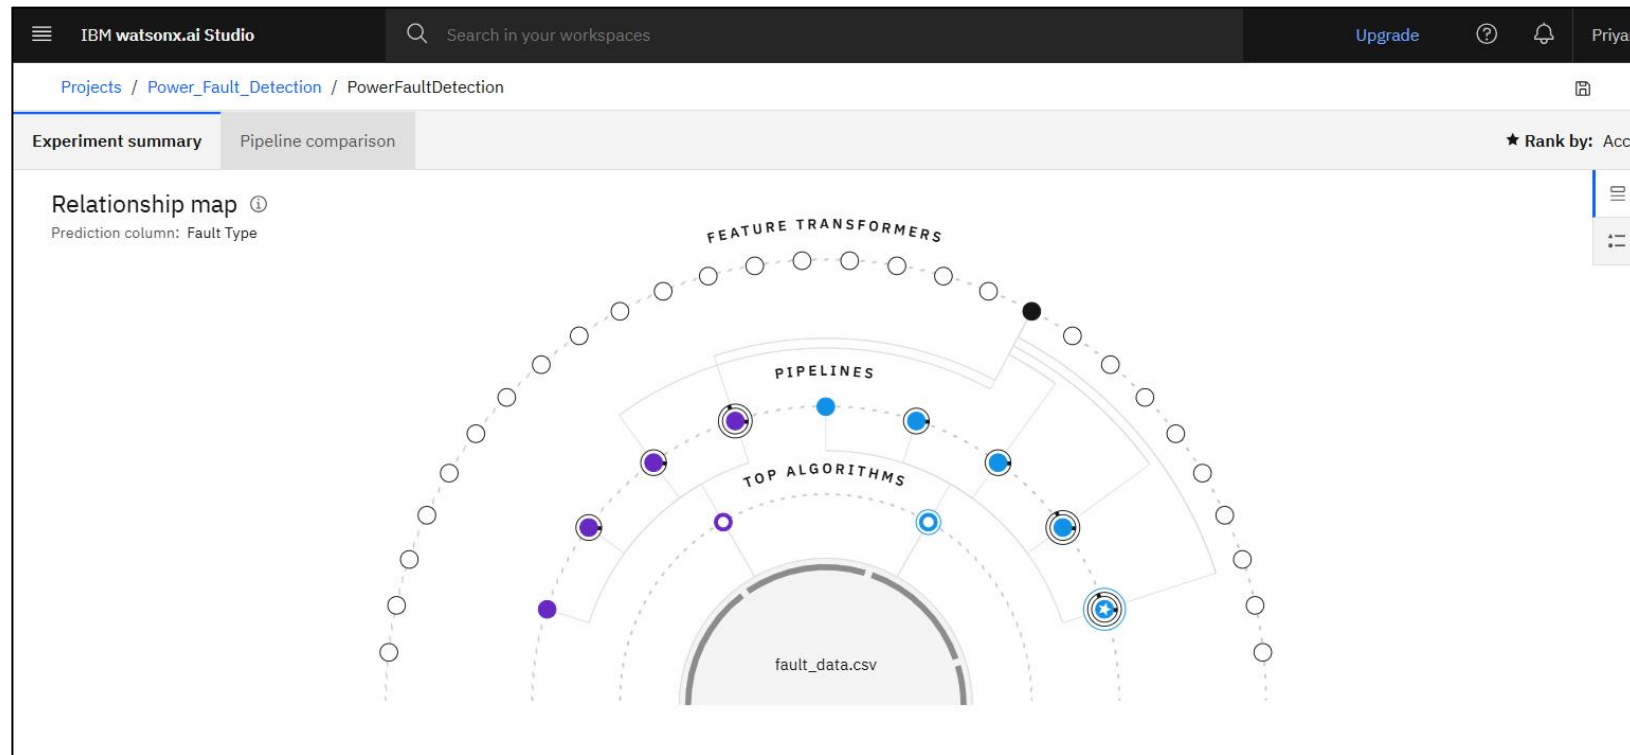 IBM watsonx.ai Studio
Search in your workspaces
Upgrade
Priya
Projects / Power_Fault_Detection / PowerFaultDetection
Experiment summary
Pipeline comparison
Rank by: Acc
Relationship map
Prediction column: Fault Type
FEATURE TRANSFORMERS
PIPELINES
TOP ALGORITHMS
fault_data.csv